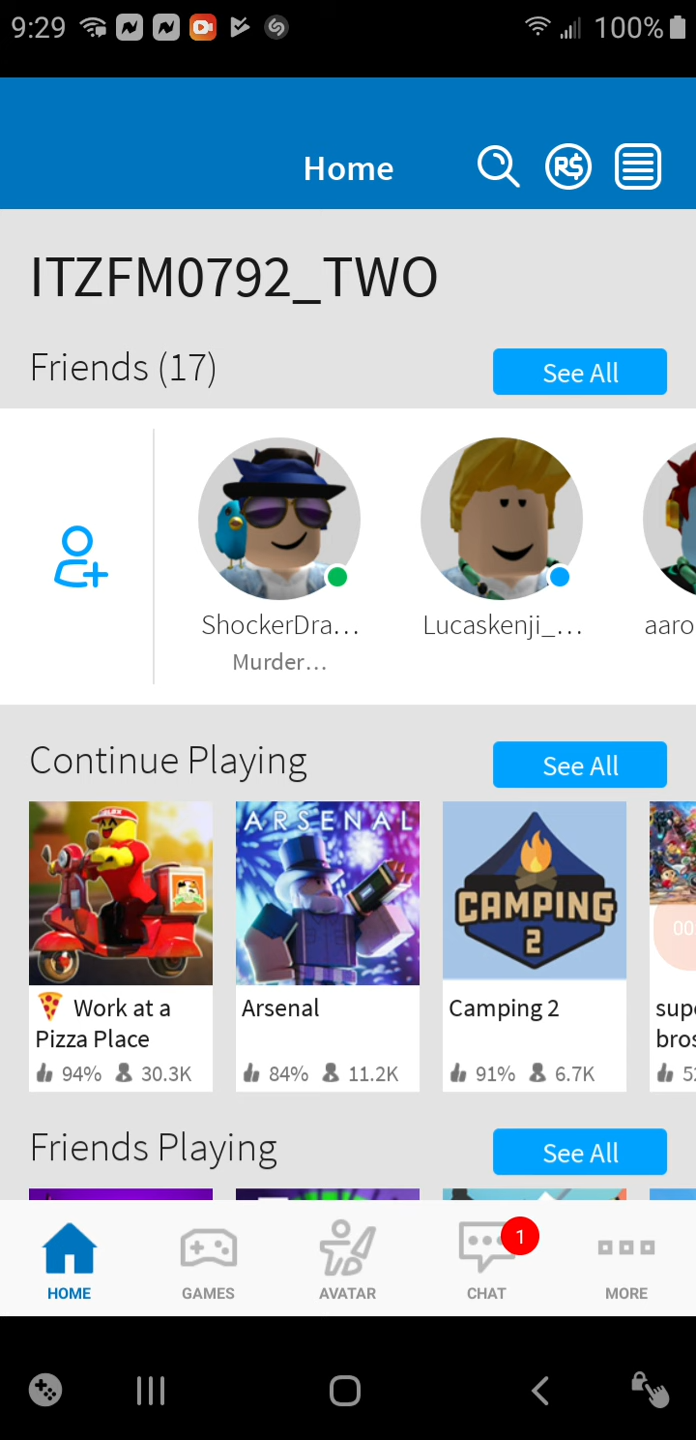 9:29
100%
Home
R$
ITZFM0792_TWO
Friends (17)
See All
ShockerDra...
Lucaskenji_...
aaro
Murder...
Continue Playing
See All
ARSENAL
CAMPING
2
00
Work at a
Pizza Place
Arsenal
Camping 2
supe
bros
94%
30.3K
84%
11.2K
91%
6.7K
52
Friends Playing
See All
1
HOME
GAMES
AVATAR
CHAT
MORE